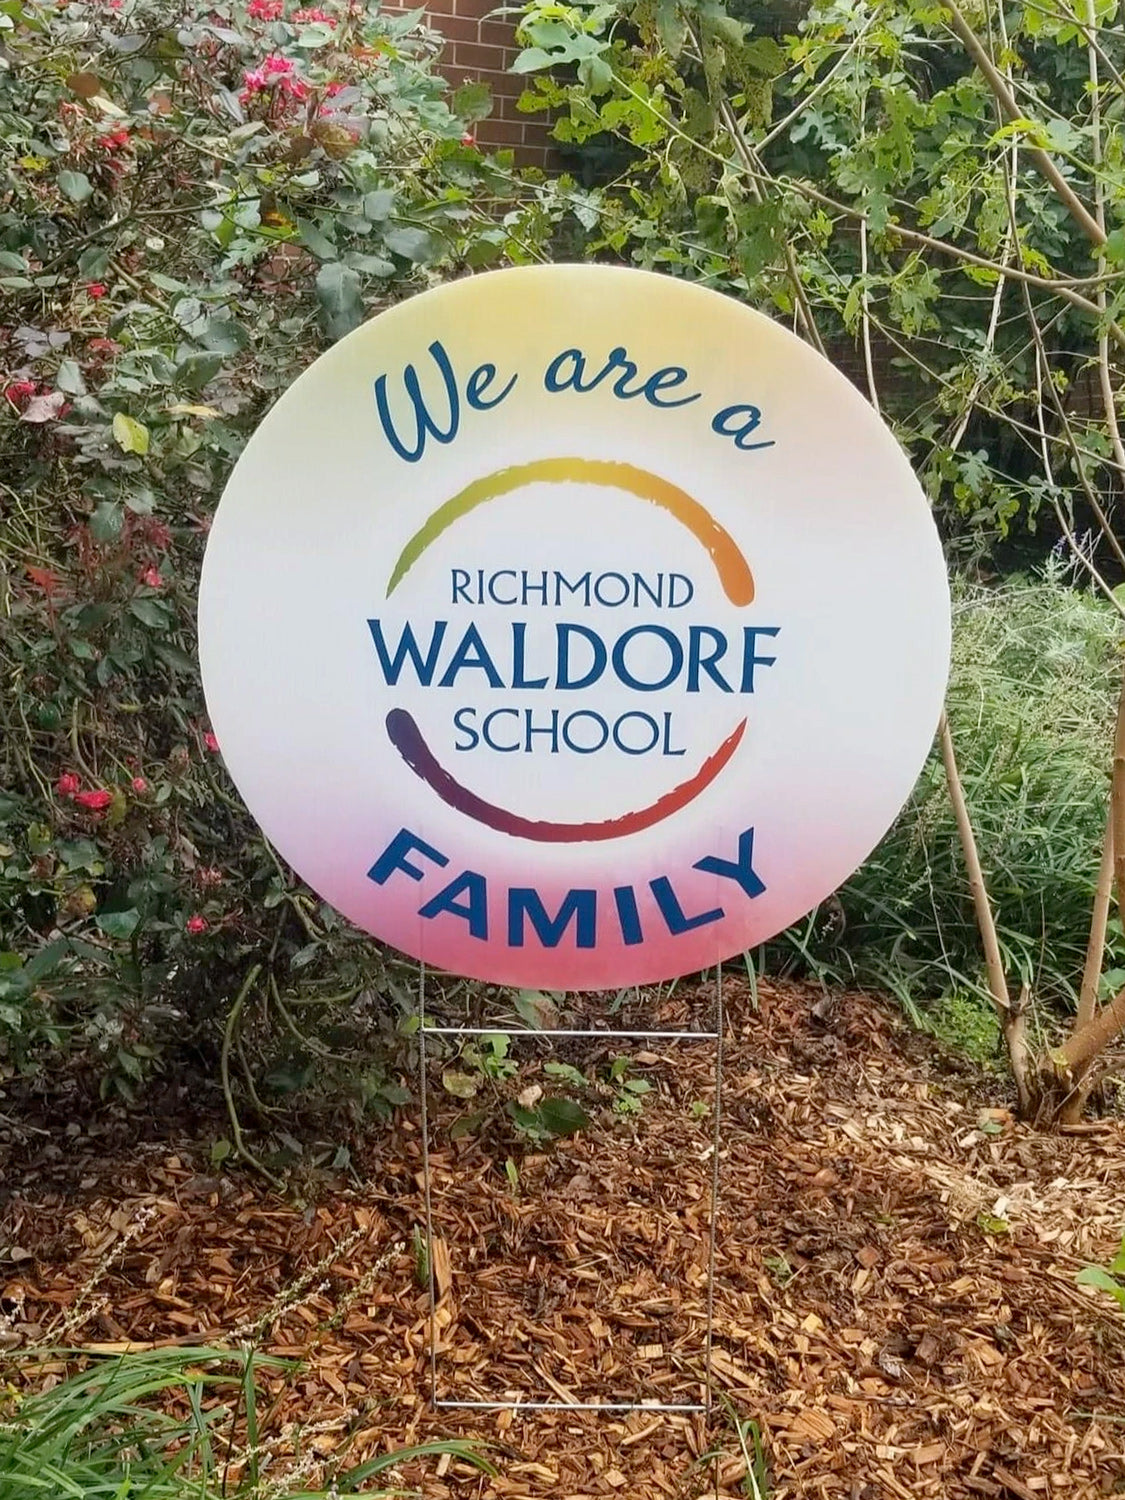 We are a
RICHMOND
WALDORF
SCHOOL
FAMILY